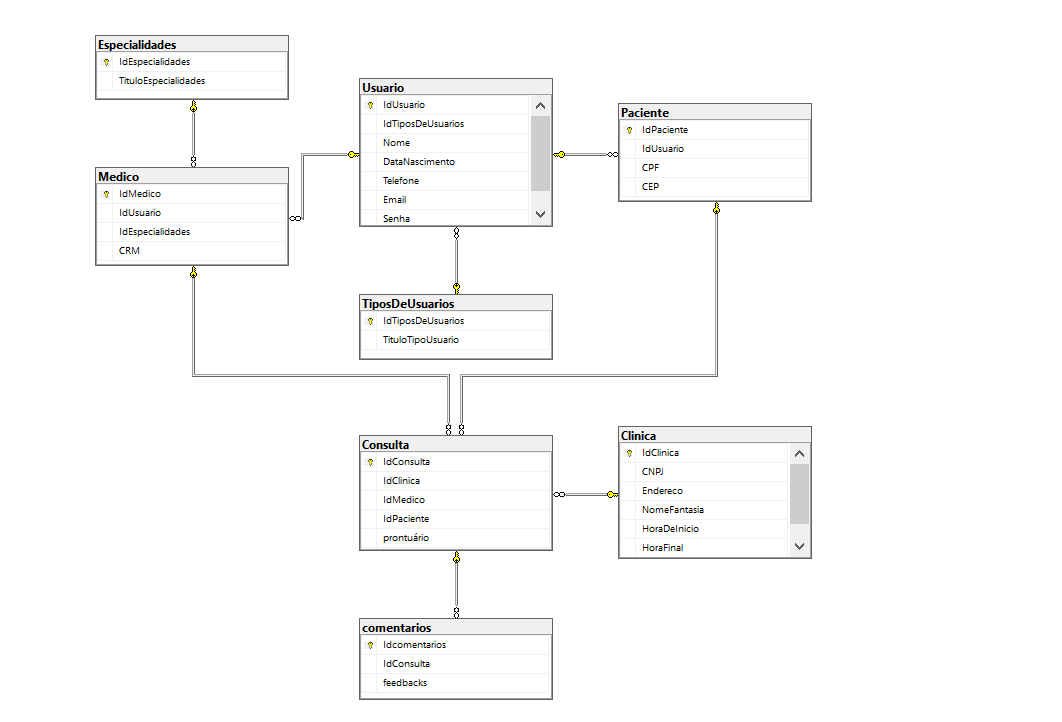 Especialidades
IdEspecialidades
TituloEspecialidades
Usuario
IdUsuario
IdTiposDeUsuarios
Nome
DataNascimento
Telefone
Email
Senha
Paciente
IdPaciente
IdUsuario
CPF
CEP
Medico
IdMedico
IdUsuario
IdEspecialidades
CRM
TiposDeUsuarios
IdTiposDeUsuarios
TituloTipoUsuario
Consulta
IdConsulta
IdClinica
IdMedico
IdPaciente
prontuário
Clinica
IdClinica
CNPJ
Endereco
NomeFantasia
HoraDeInicio
HoraFinal
comentarios
Idcomentarios
IdConsulta
feedbacks